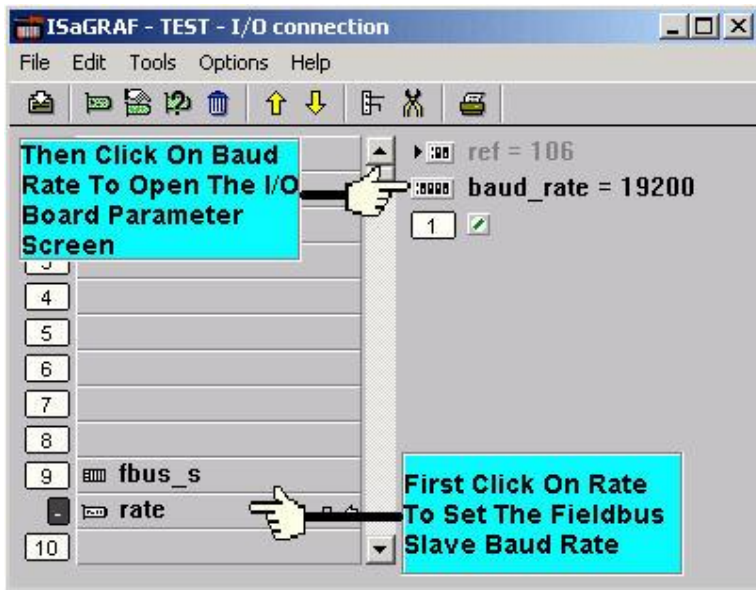 ISaGRAF - TEST - I/O connection
File Edit Tools Options Help
Then Click On Baud
Rate To Open The I/O
Board Parameter
Screen
ref = 106
baud_rate = 19200
1
3
4
5
6
7
8
9 fbus_s
rate
10
First Click On Rate
To Set The Fieldbus
Slave Baud Rate